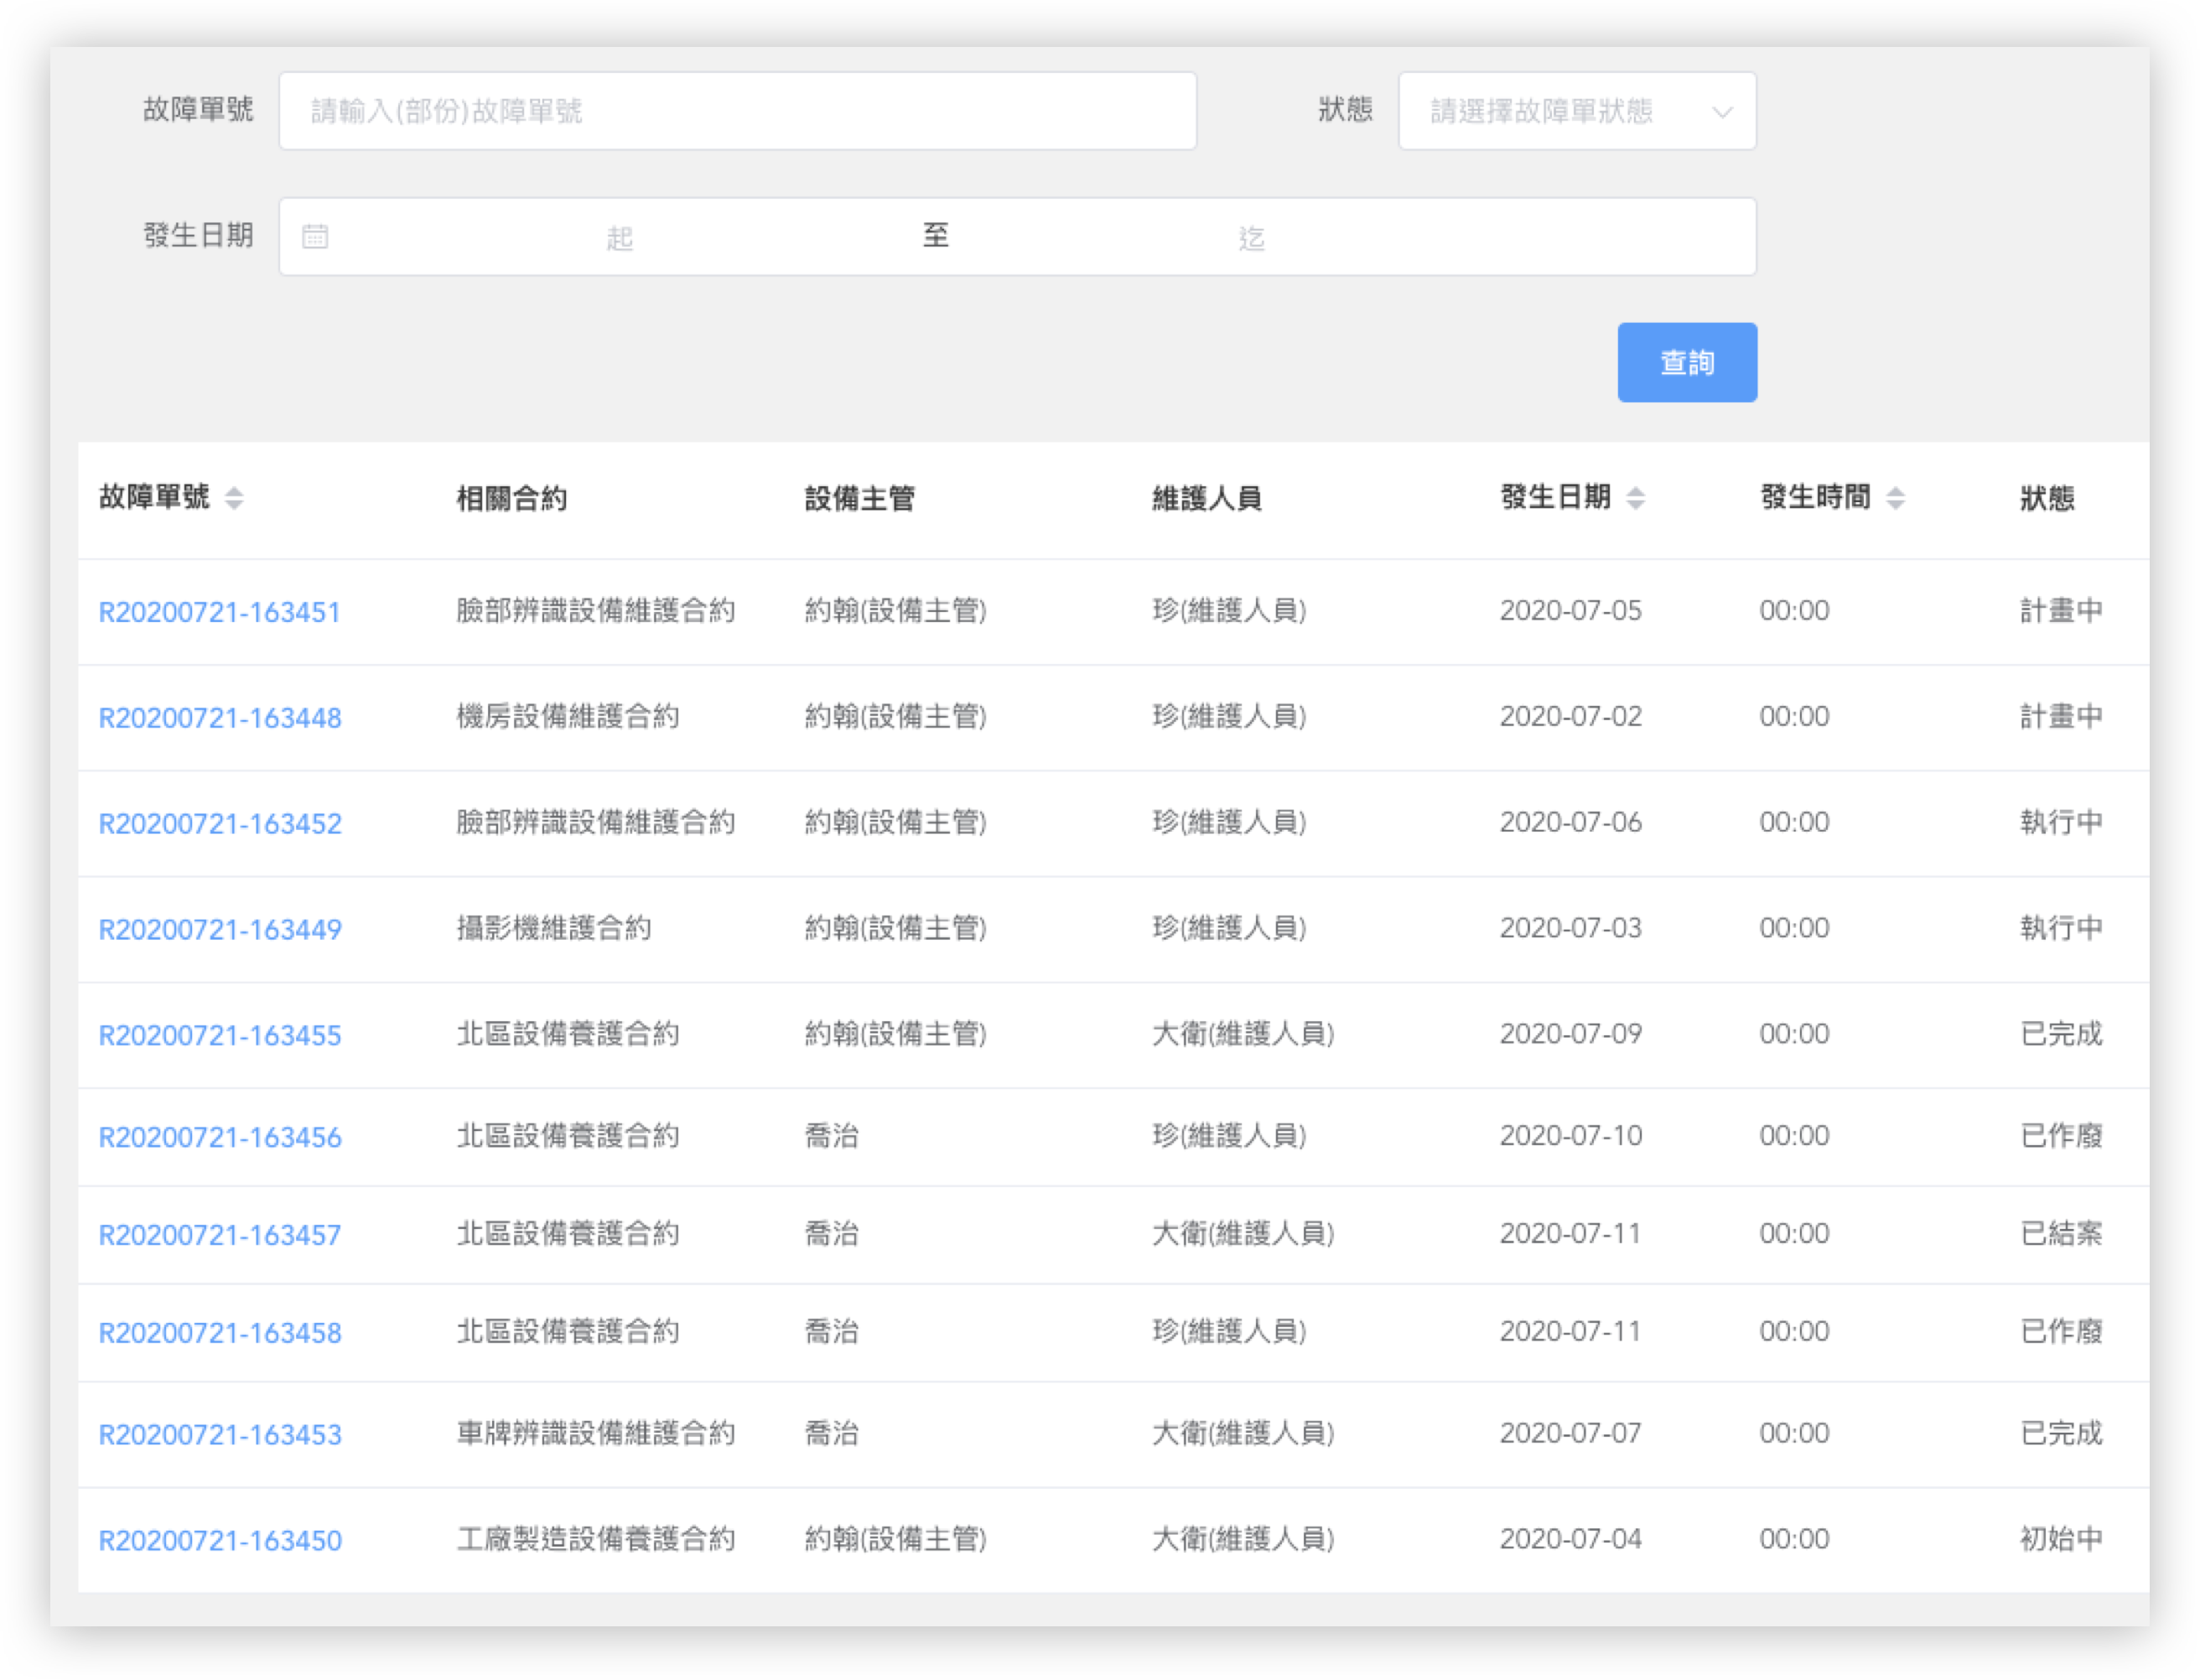 故障單號 請輸入(部份)故障單號 狀態 請選擇故障單狀態
發生日期 起 至 迄
查詢
故障單號 相關合約 設備主管 維護人員 發生日期 發生時間 狀態
R20200721-163451 臉部辨識設備維護合約 約翰(設備主管) 珍(維護人員) 2020-07-05 00:00 計畫中
R20200721-163448 機房設備維護合約 約翰(設備主管) 珍(維護人員) 2020-07-02 00:00 計畫中
R20200721-163452 臉部辨識設備維護合約 約翰(設備主管) 珍(維護人員) 2020-07-06 00:00 執行中
R20200721-163449 攝影機維護合約 約翰(設備主管) 珍(維護人員) 2020-07-03 00:00 執行中
R20200721-163455 北區設備養護合約 約翰(設備主管) 大衛(維護人員) 2020-07-09 00:00 已完成
R20200721-163456 北區設備養護合約 喬治 珍(維護人員) 2020-07-10 00:00 已作廢
R20200721-163457 北區設備養護合約 喬治 大衛(維護人員) 2020-07-11 00:00 已結案
R20200721-163458 北區設備養護合約 喬治 珍(維護人員) 2020-07-11 00:00 已作廢
R20200721-163453 車牌辨識設備維護合約 喬治 大衛(維護人員) 2020-07-07 00:00 已完成
R20200721-163450 工廠製造設備養護合約 約翰(設備主管) 大衛(維護人員) 2020-07-04 00:00 初始中